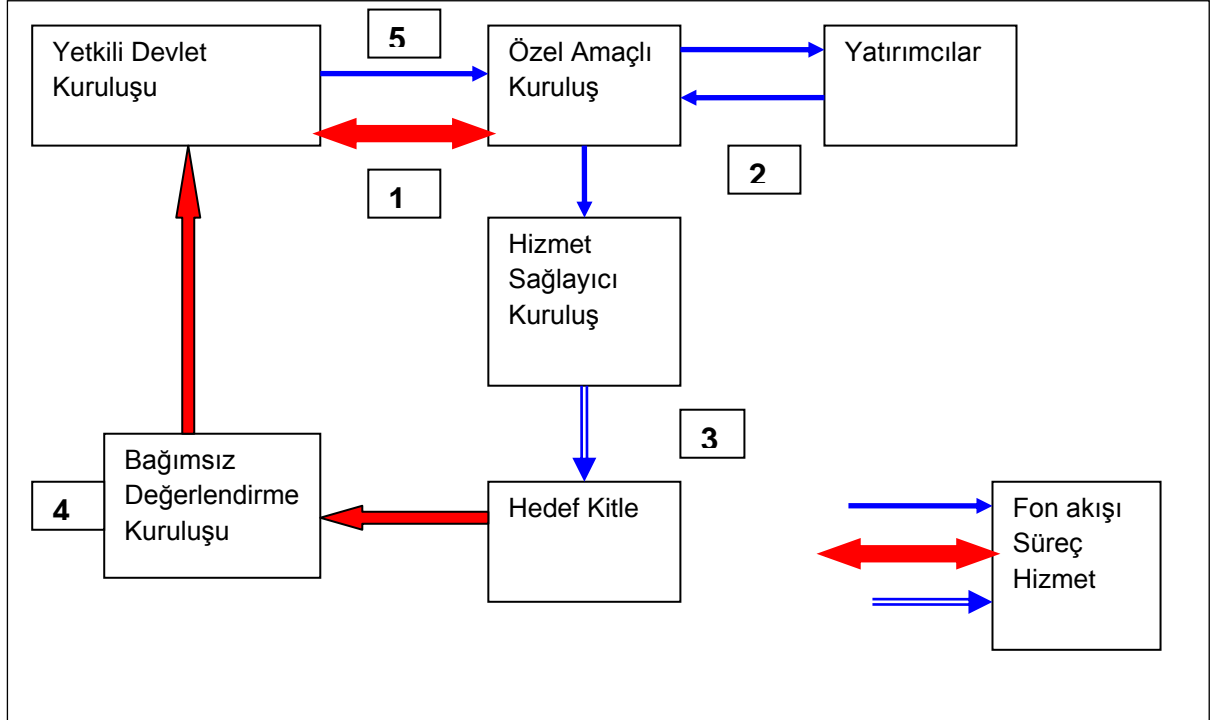 Yetkili Devlet
Kuruluşu
5
Özel Amaçlı
Kuruluş
Yatırımcılar
1
2
Hizmet
Sağlayıcı
Kuruluş
3
Bağımsız
Değerlendirme
Kuruluşu
4
Hedef Kitle
Fon akışı
Süreç
Hizmet